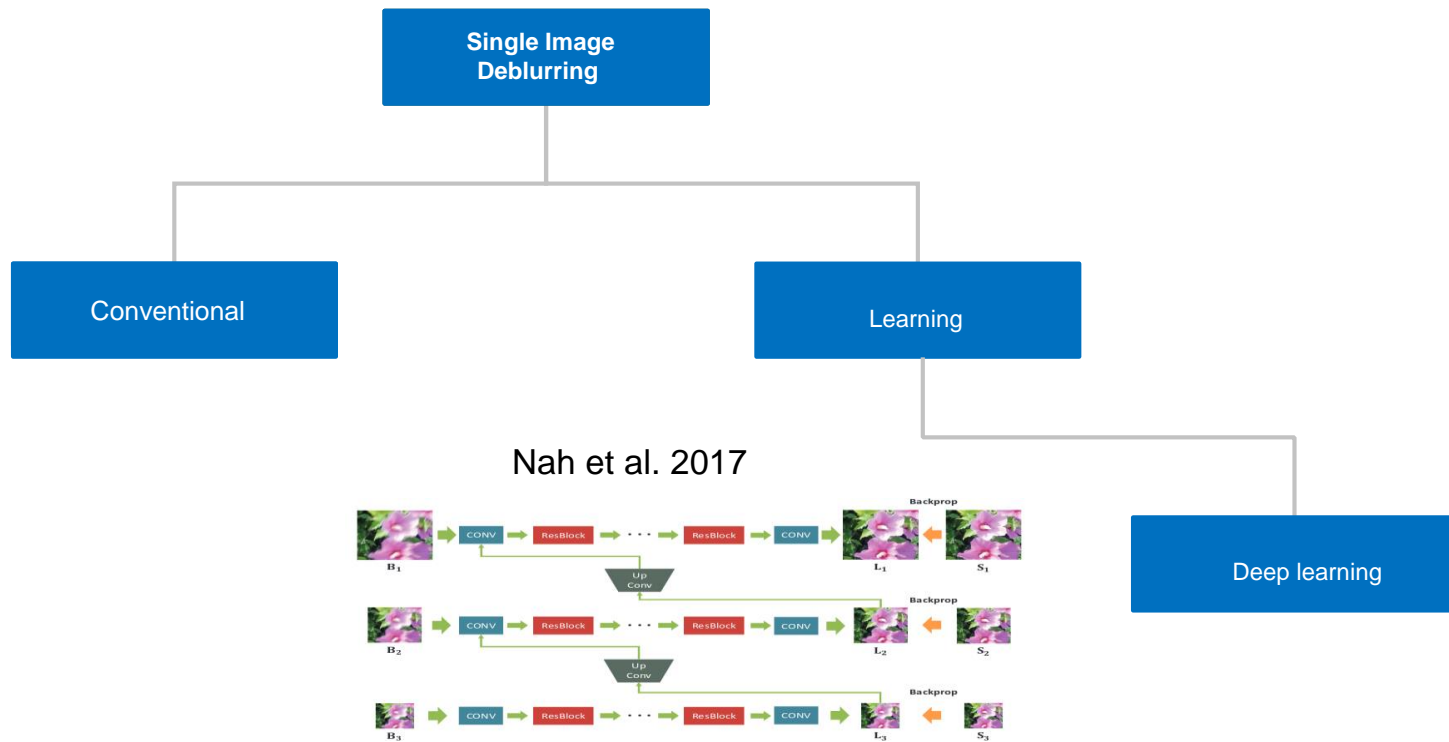 Single Image
Deblurring
Conventional
Learning
Nah et al. 2017
Deep learning
Backprop
CONV ResBlock ··· ResBlock CONV
B₁ L₁ S₁
Up
Conv
Backprop
CONV ResBlock ··· ResBlock CONV
B₂ L₂ S₂
Up
Conv
Backprop
CONV ResBlock ··· ResBlock CONV
B₃ L₃ S₃